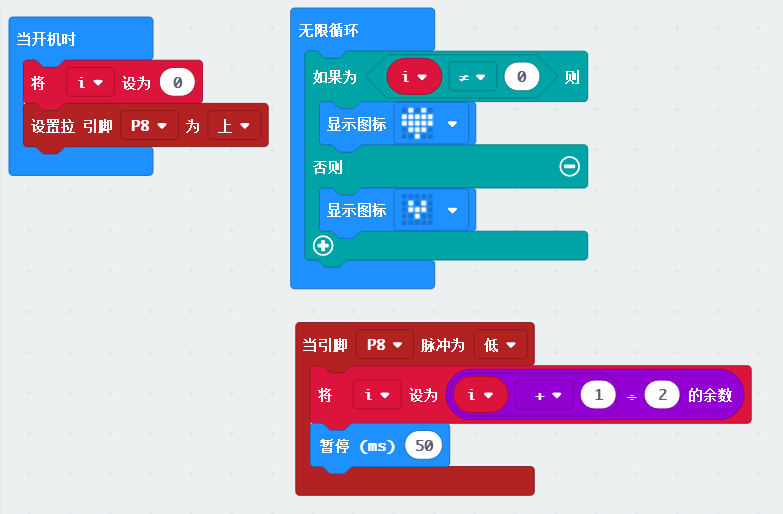 当开机时
将 i 设为 0
设置拉 引脚 P8 为 上
无限循环
如果为 i ≠ 0 则
显示图标
否则
显示图标
当引脚 P8 脉冲为 低
将 i 设为 i + 1 ÷ 2 的余数
暂停 (ms) 50